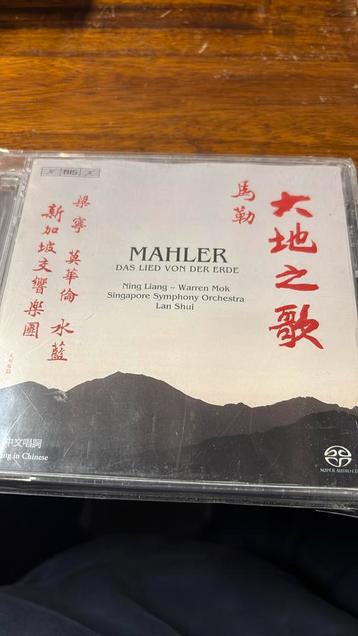 BIS
大地之歌
馬勒
MAHLER
DAS LIED VON DER ERDE
Ning Liang – Warren Mok
Singapore Symphony Orchestra
Lan Shui
梁寧
莫華倫
水藍
新加坡交響樂團
中文唱詞
in Chinese
SUPER AUDIO CD